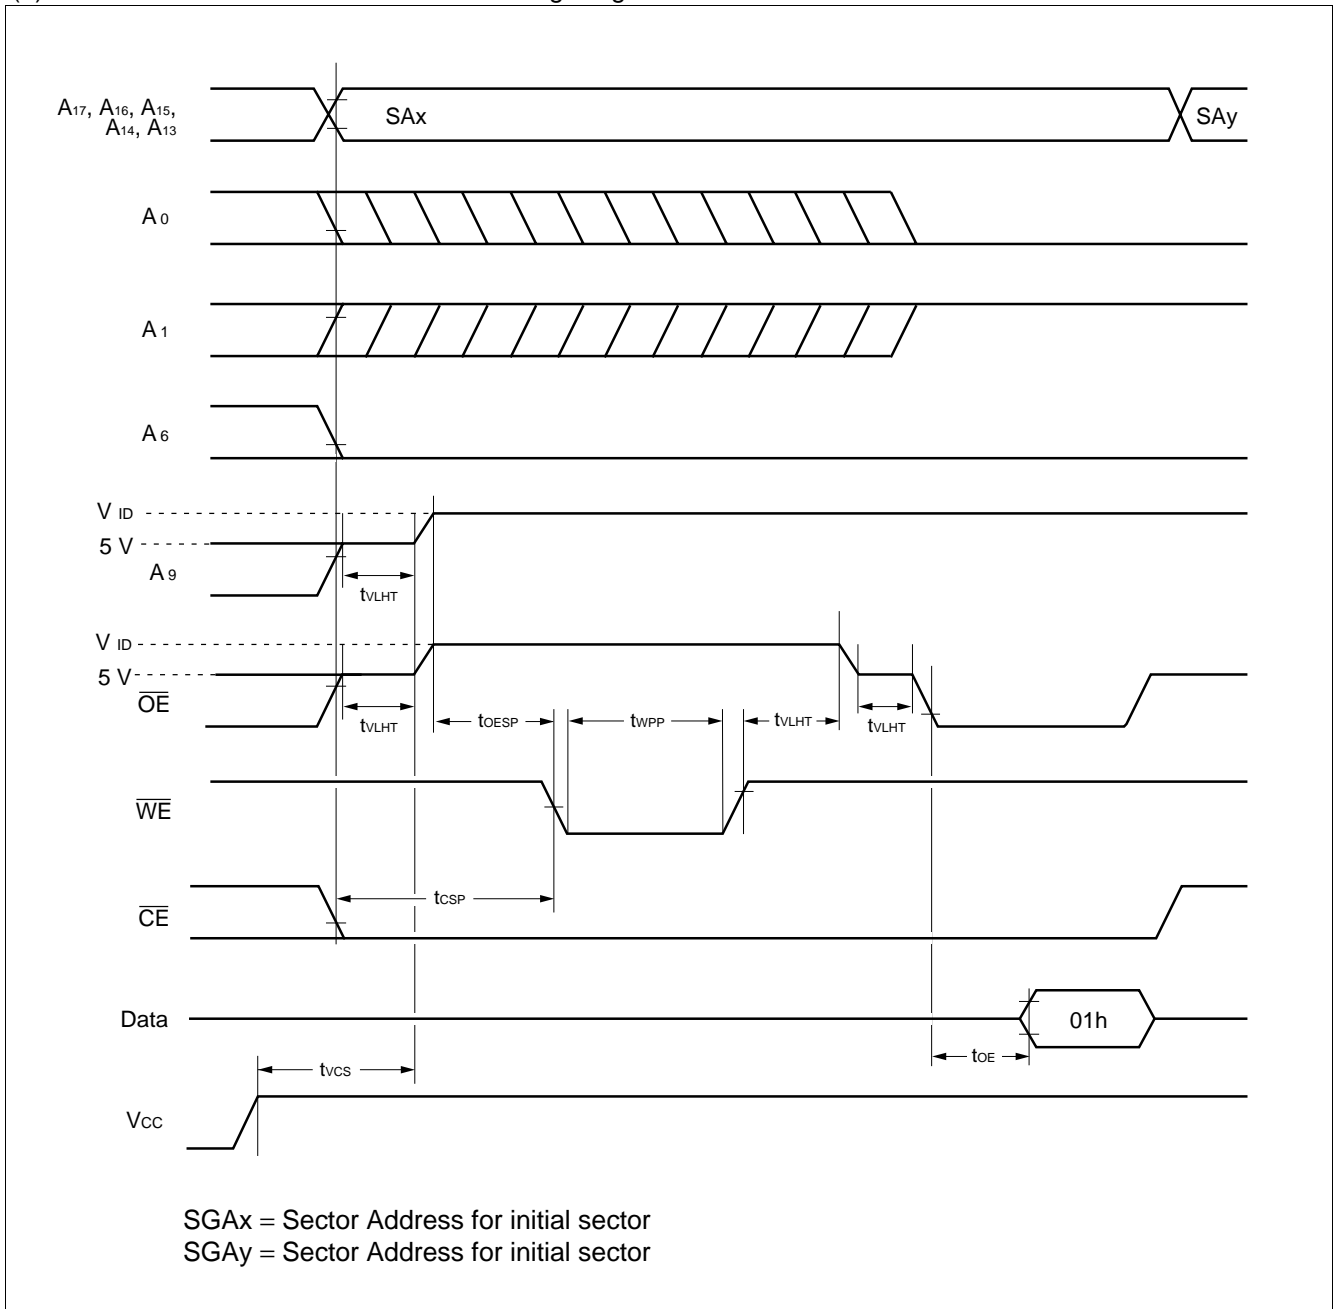 A17, A16, A15,
A14, A13
SAx
SAy
A0
A1
A6
VID
5 V
A9
tVLHT
VID
5 V
OE
tVLHT
tOESP
tWPP
tVLHT
tVLHT
WE
CE
tCSP
Data
01h
tOE
tVCS
VCC
SGAx = Sector Address for initial sector
SGAy = Sector Address for initial sector